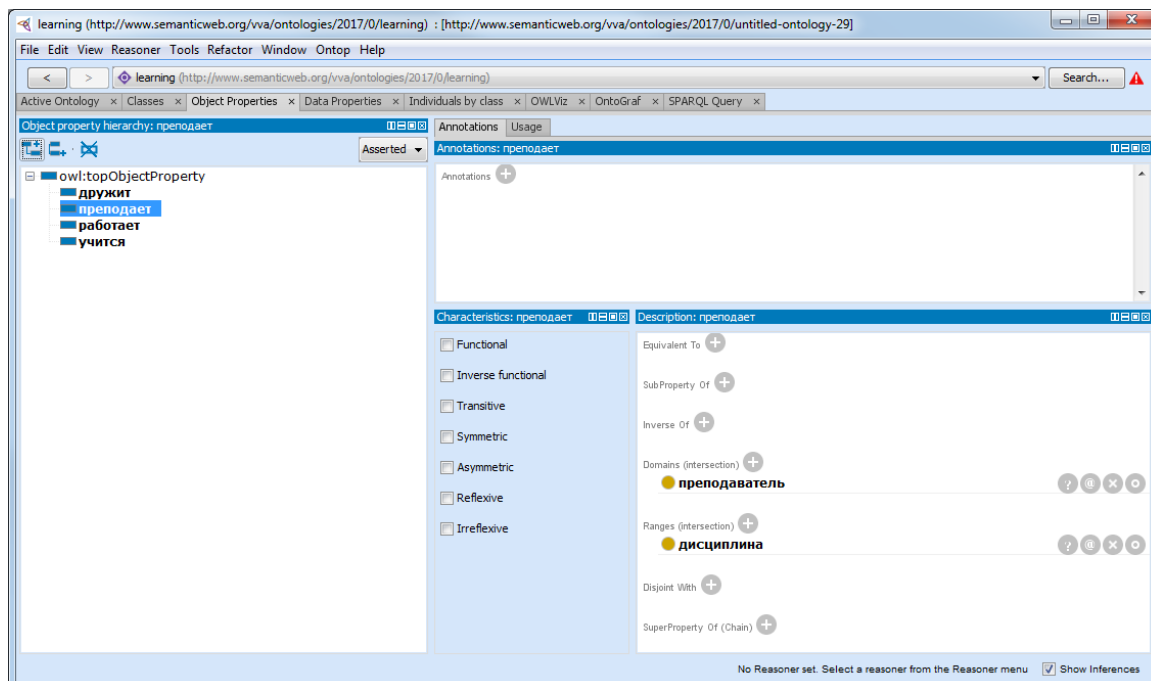 learning (http://www.semanticweb.org/vva/ontologies/2017/0/learning) : [http://www.semanticweb.org/vva/ontologies/2017/0/untitled-ontology-29]
File Edit View Reasoner Tools Refactor Window Ontop Help
< > learning (http://www.semanticweb.org/vva/ontologies/2017/0/learning) Search...
Active Ontology × Classes × Object Properties × Data Properties × Individuals by class × OWLViz × OntoGraf × SPARQL Query ×
Object property hierarchy: преподает
Asserted
owl:topObjectProperty
дружит
преподает
работает
учится
Annotations Usage
Annotations: преподает
Annotations
Characteristics: преподает
Functional
Inverse functional
Transitive
Symmetric
Asymmetric
Reflexive
Irreflexive
Description: преподает
Equivalent To
SubProperty Of
Inverse Of
Domains (intersection)
преподаватель
Ranges (intersection)
дисциплина
Disjoint With
SuperProperty Of (Chain)
No Reasoner set. Select a reasoner from the Reasoner menu Show Inferences